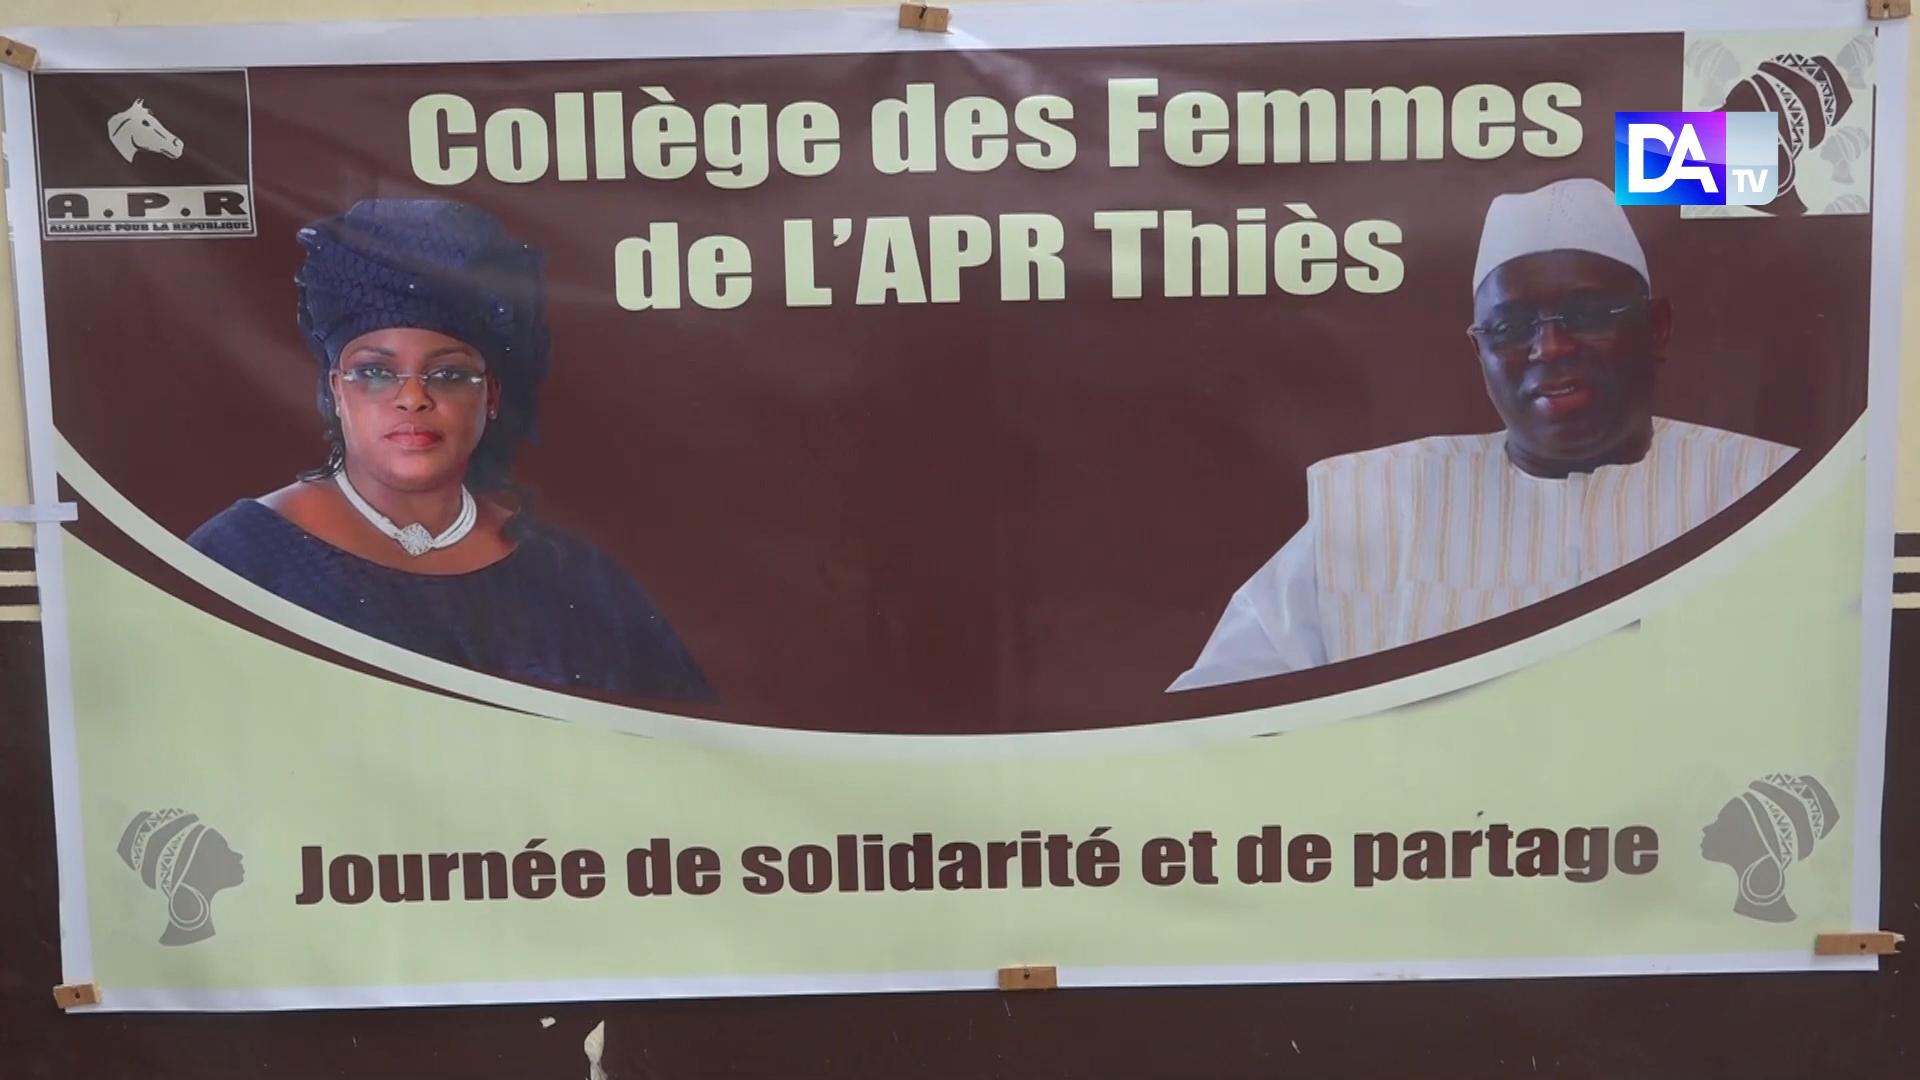 Collège des Femmes
de L'APR Thiès
A.P.R
ALLIANCE POUR LA REPUBLIQUE
DA TV
Journée de solidarité et de partage